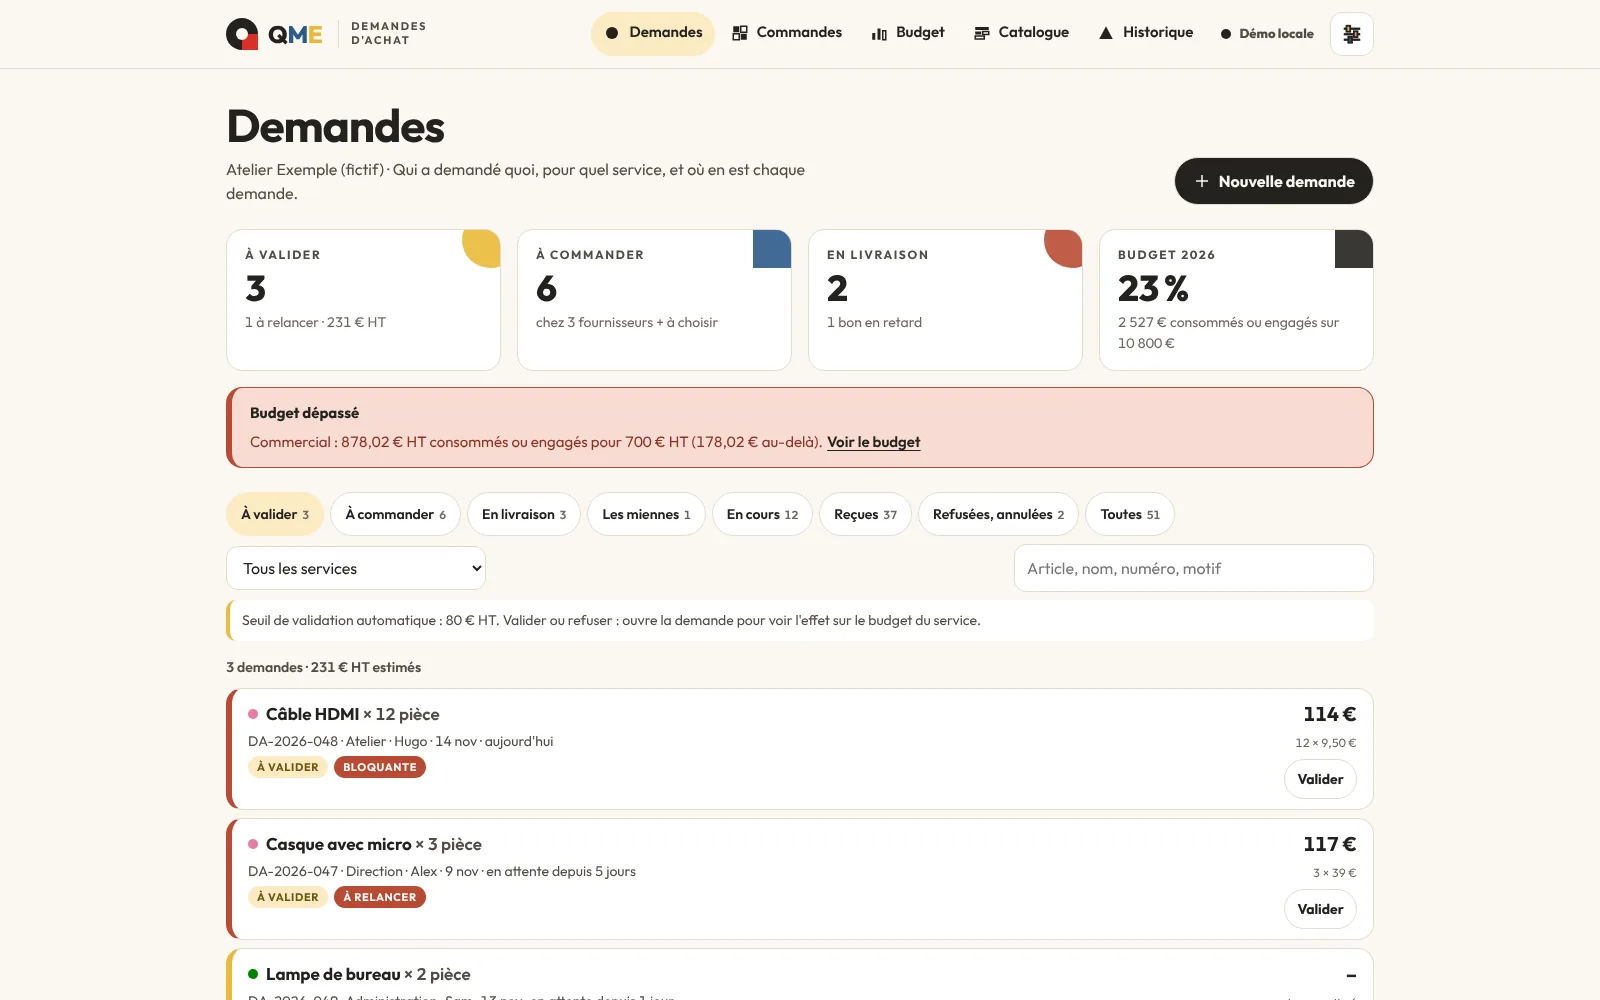 QME
DEMANDES
D'ACHAT
Demandes
Commandes
Budget
Catalogue
Historique
Démo locale
Demandes
Atelier Exemple (fictif) · Qui a demandé quoi, pour quel service, et où en est chaque
demande.
+ Nouvelle demande
À VALIDER
3
1 à relancer · 231 € HT
À COMMANDER
6
chez 3 fournisseurs + à choisir
EN LIVRAISON
2
1 bon en retard
BUDGET 2026
23 %
2 527 € consommés ou engagés sur
10 800 €
Budget dépassé
Commercial : 878,02 € HT consommés ou engagés pour 700 € HT (178,02 € au-delà). Voir le budget
À valider 3
À commander 6
En livraison 3
Les miennes 1
En cours 12
Reçues 37
Refusées, annulées 2
Toutes 51
Tous les services
Article, nom, numéro, motif
Seuil de validation automatique : 80 € HT. Valider ou refuser : ouvre la demande pour voir l'effet sur le budget du service.
3 demandes · 231 € HT estimés
Câble HDMI × 12 pièce
114 €
DA-2026-048 · Atelier · Hugo · 14 nov · aujourd'hui
12 × 9,50 €
À VALIDER
BLOQUANTE
Valider
Casque avec micro × 3 pièce
117 €
DA-2026-047 · Direction · Alex · 9 nov · en attente depuis 5 jours
3 × 39 €
À VALIDER
À RELANCER
Valider
Lampe de bureau × 2 pièce
–